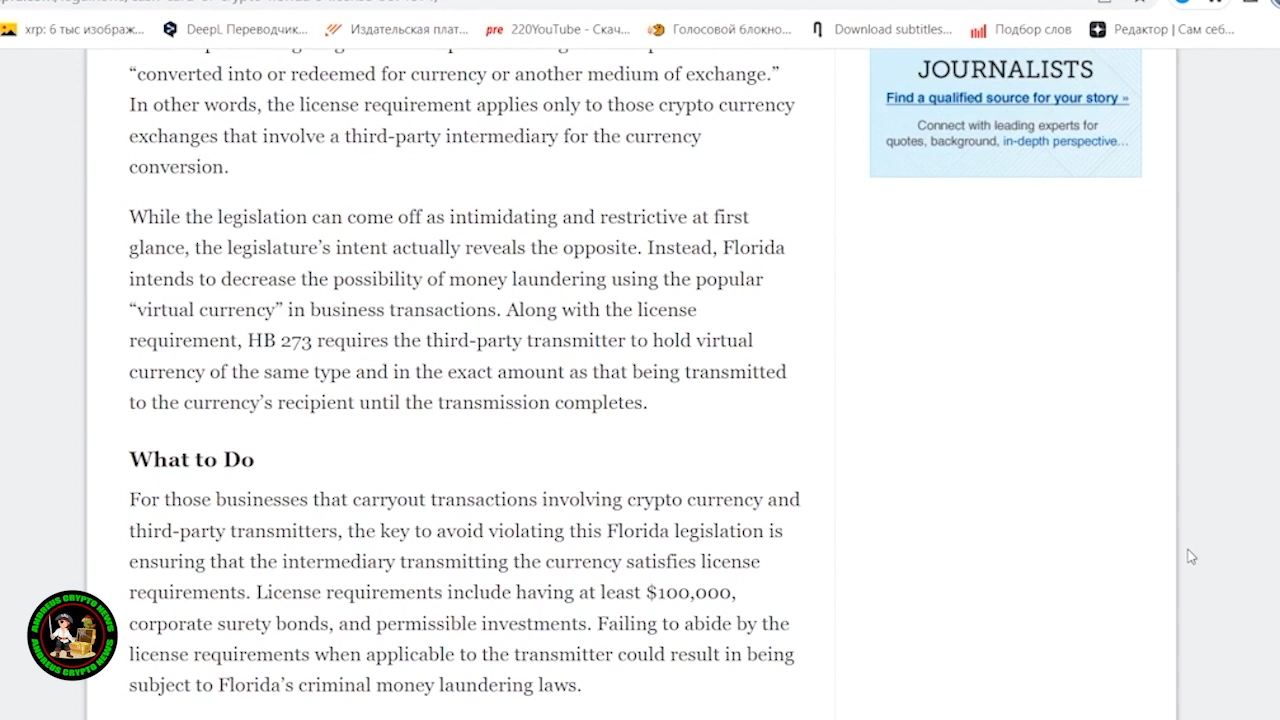 xrp: 6 тыс изображ...
DeepL Переводчик...
Издательская плат...
pre 220YouTube - Скач...
Голосовой блокно...
Download subtitles...
Подбор слов
Редактор | Сам себ...
“converted into or redeemed for currency or another medium of exchange.”
In other words, the license requirement applies only to those crypto currency
exchanges that involve a third-party intermediary for the currency
conversion.
While the legislation can come off as intimidating and restrictive at first
glance, the legislature’s intent actually reveals the opposite. Instead, Florida
intends to decrease the possibility of money laundering using the popular
“virtual currency” in business transactions. Along with the license
requirement, HB 273 requires the third-party transmitter to hold virtual
currency of the same type and in the exact amount as that being transmitted
to the currency’s recipient until the transmission completes.
What to Do
For those businesses that carryout transactions involving crypto currency and
third-party transmitters, the key to avoid violating this Florida legislation is
ensuring that the intermediary transmitting the currency satisfies license
requirements. License requirements include having at least $100,000,
corporate surety bonds, and permissible investments. Failing to abide by the
license requirements when applicable to the transmitter could result in being
subject to Florida’s criminal money laundering laws.
JOURNALISTS
Find a qualified source for your story »
Connect with leading experts for
quotes, background, in-depth perspective...
ANDREUS CRYPTO NEWS
ANDREUS CRYPTO NEWS